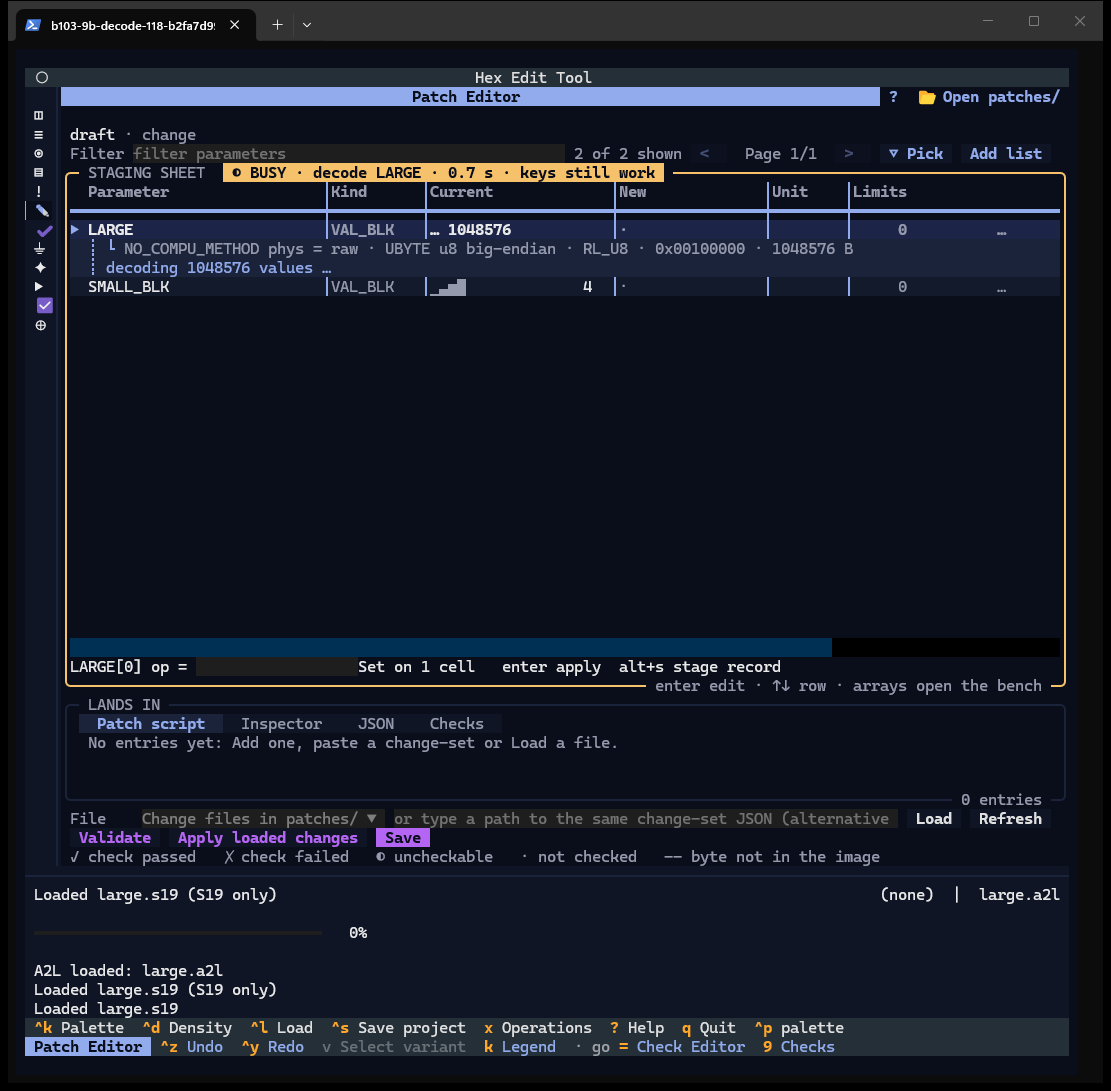 b103-9b-decode-118-b2fa7d9
Hex Edit Tool
Patch Editor ? Open patches/
draft · change
Filter filter parameters 2 of 2 shown < Page 1/1 > ▼ Pick Add list
STAGING SHEET ◐ BUSY · decode LARGE · 0.7 s · keys still work
Parameter Kind Current New Unit Limits
▶ LARGE VAL_BLK … 1048576 · 0 …
└ NO_COMPU_METHOD phys = raw · UBYTE u8 big-endian · RL_U8 · 0x00100000 · 1048576 B
decoding 1048576 values …
SMALL_BLK VAL_BLK 4 · 0 …
LARGE[0] op = Set on 1 cell enter apply alt+s stage record
enter edit · ↑↓ row · arrays open the bench
LANDS IN
Patch script Inspector JSON Checks
No entries yet: Add one, paste a change-set or Load a file.
0 entries
File Change files in patches/ ▼ or type a path to the same change-set JSON (alternative Load Refresh
Validate Apply loaded changes Save
✓ check passed ✗ check failed ◐ uncheckable · not checked -- byte not in the image
Loaded large.s19 (S19 only) (none) | large.a2l
0%
A2L loaded: large.a2l
Loaded large.s19 (S19 only)
Loaded large.s19
^k Palette ^d Density ^l Load ^s Save project x Operations ? Help q Quit ^p palette
Patch Editor ^z Undo ^y Redo v Select variant k Legend · go = Check Editor 9 Checks